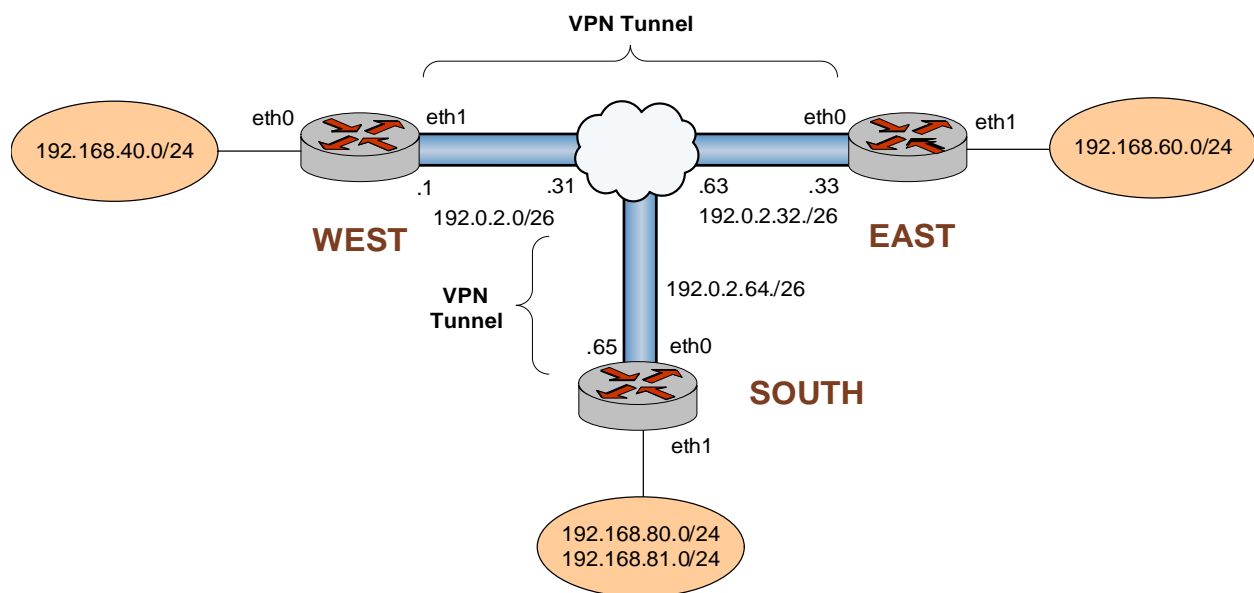 VPN Tunnel
eth0
eth1
eth0
eth1
192.168.40.0/24
192.168.60.0/24
.1
.31
.63
.33
192.0.2.0/26
192.0.2.32./26
WEST
EAST
VPN
Tunnel
192.0.2.64./26
.65
eth0
SOUTH
eth1
192.168.80.0/24
192.168.81.0/24